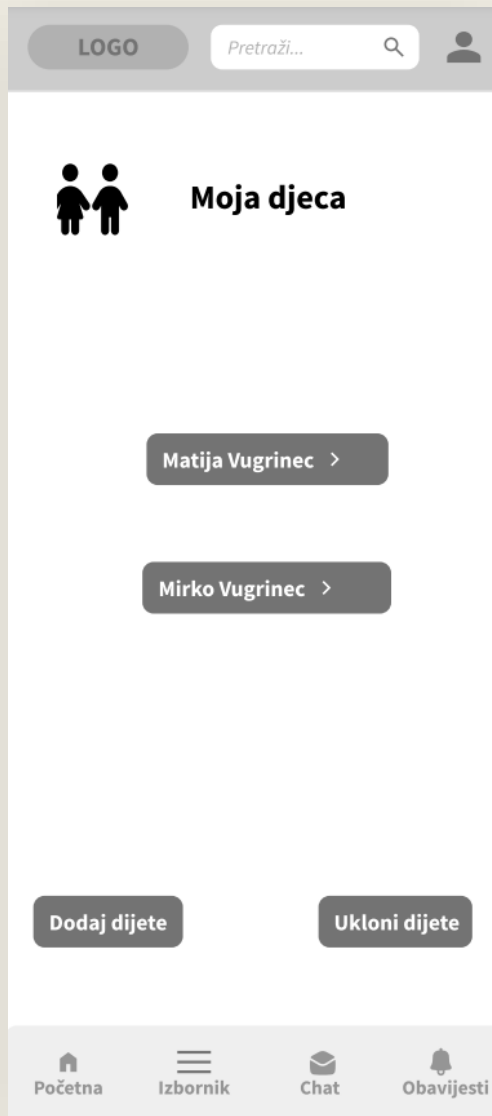 LOGO
Pretraži...
Moja djeca
Matija Vugrinec
Mirko Vugrinec
Dodaj dijete
Ukloni dijete
Početna
Izbornik
Chat
Obavijesti